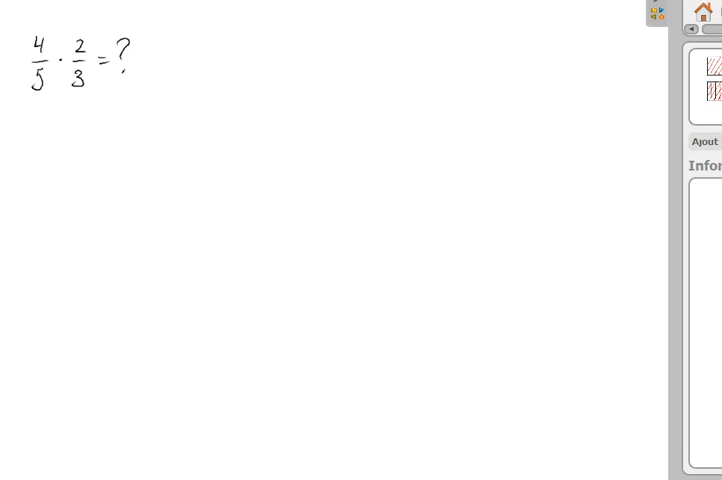 4/5 · 2/3 = ?
Ajout
Infor